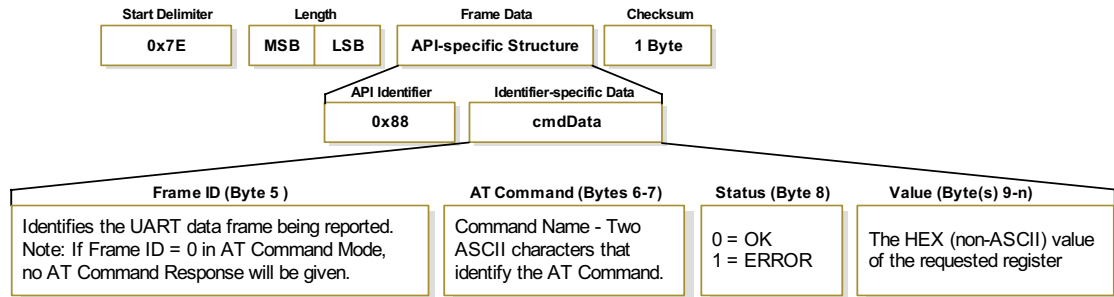 Start Delimiter
Length
Frame Data
Checksum
0x7E
MSB
LSB
API-specific Structure
1 Byte
API Identifier
Identifier-specific Data
0x88
cmdData
Frame ID (Byte 5 )
AT Command (Bytes 6-7)
Status (Byte 8)
Value (Byte(s) 9-n)
Identifies the UART data frame being reported.
Note: If Frame ID = 0 in AT Command Mode,
no AT Command Response will be given.
Command Name - Two
ASCII characters that
identify the AT Command.
0 = OK
1 = ERROR
The HEX (non-ASCII) value
of the requested register